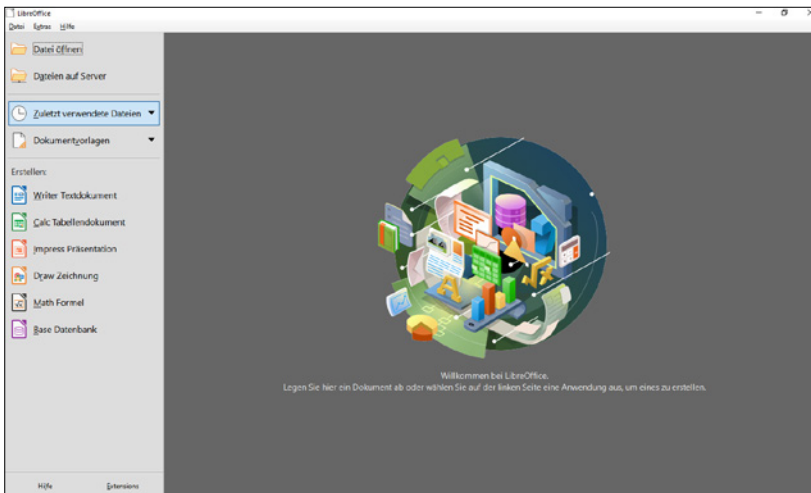 LibreOffice
Datei Extras Hilfe
Datei öffnen
Dateien auf Server
Zuletzt verwendete Dateien
Dokumentvorlagen
Erstellen:
Writer Textdokument
Calc Tabellendokument
Impress Präsentation
Draw Zeichnung
Math Formel
Base Datenbank
Willkommen bei LibreOffice.
Legen Sie hier ein Dokument ab oder wählen Sie auf der linken Seite eine Anwendung aus, um eines zu erstellen.
Hilfe Extensions